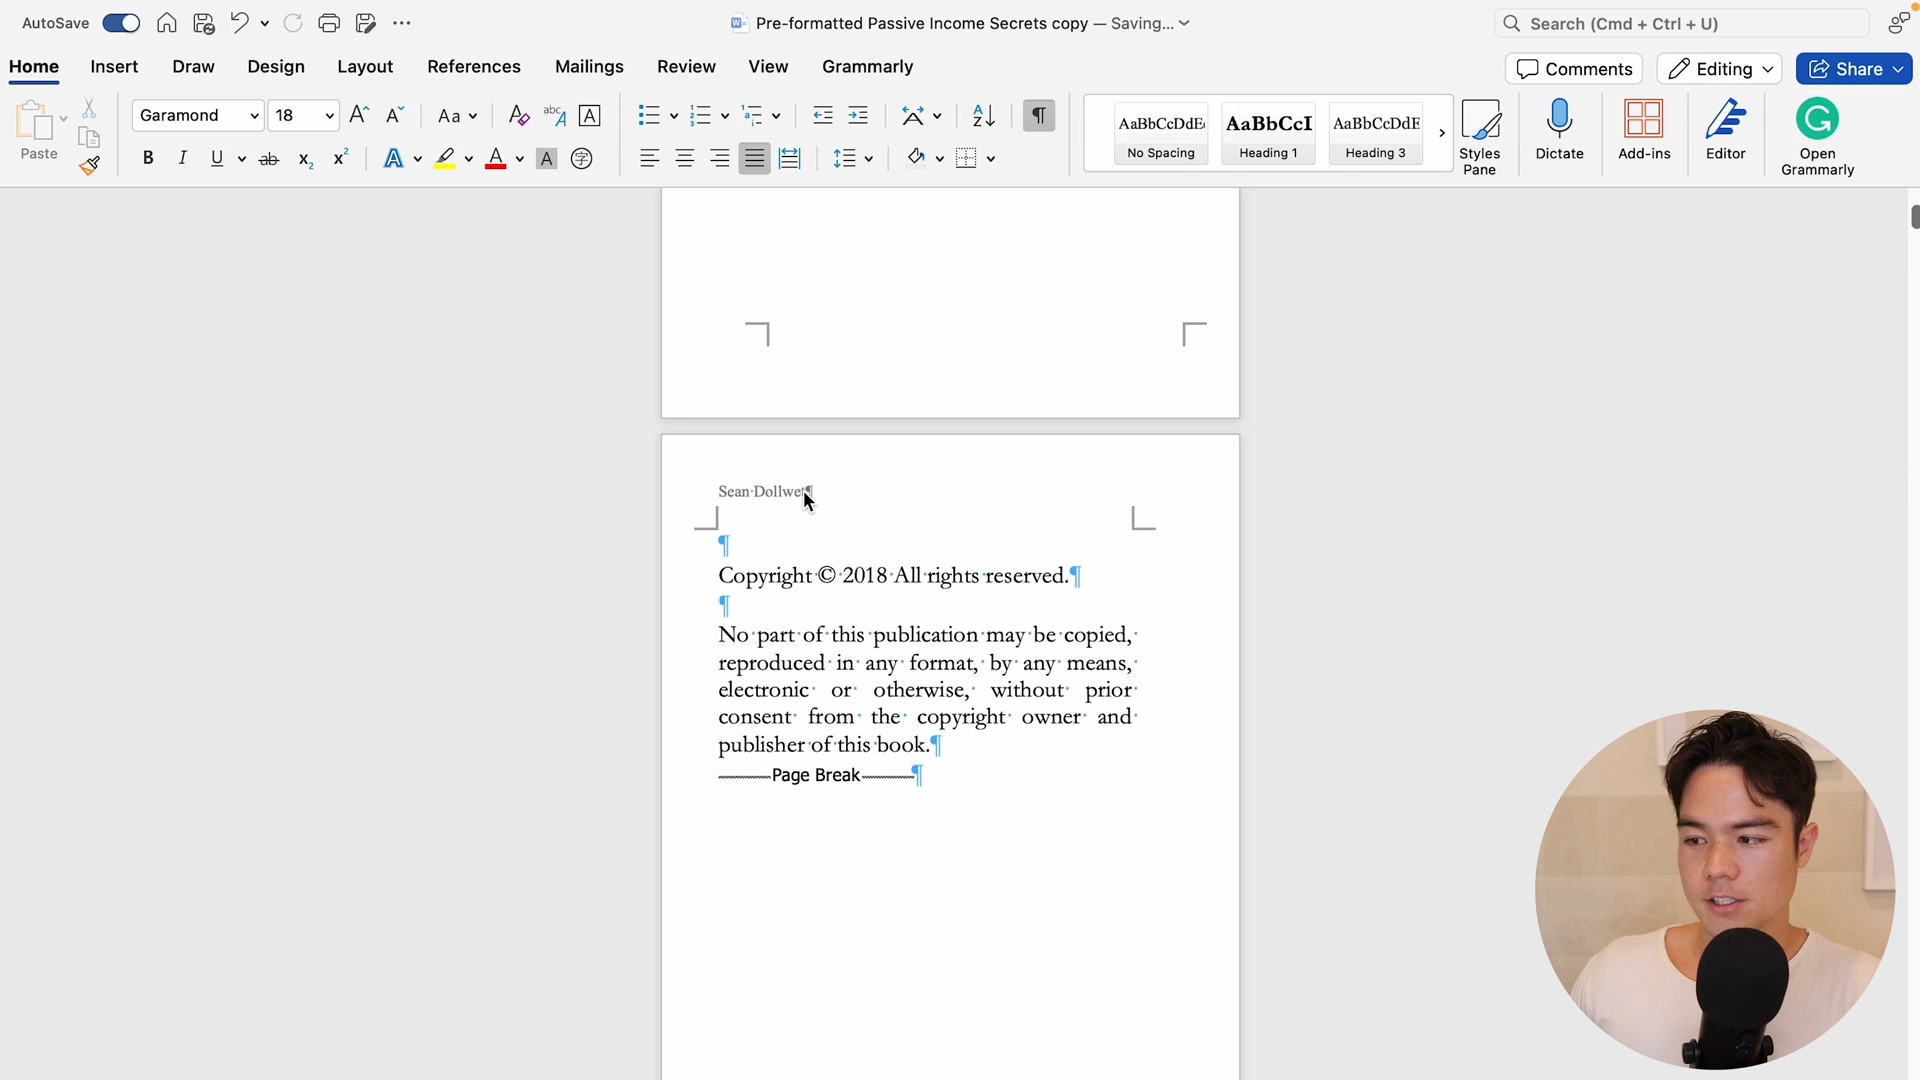 AutoSave
Pre-formatted Passive Income Secrets copy — Saving...
Search (Cmd + Ctrl + U)
Home Insert Draw Design Layout References Mailings Review View Grammarly
Comments Editing Share
Paste
Garamond 18
AaBbCcDdE
No Spacing
AaBbCcI
Heading 1
AaBbCcDdE
Heading 3
Styles
Pane
Dictate
Add-ins
Editor
Open
Grammarly
Sean Dollwet¶
¶
Copyright © 2018 All rights reserved.¶
¶
No part of this publication may be copied,
reproduced in any format, by any means,
electronic or otherwise, without prior
consent from the copyright owner and
publisher of this book.¶
Page Break¶